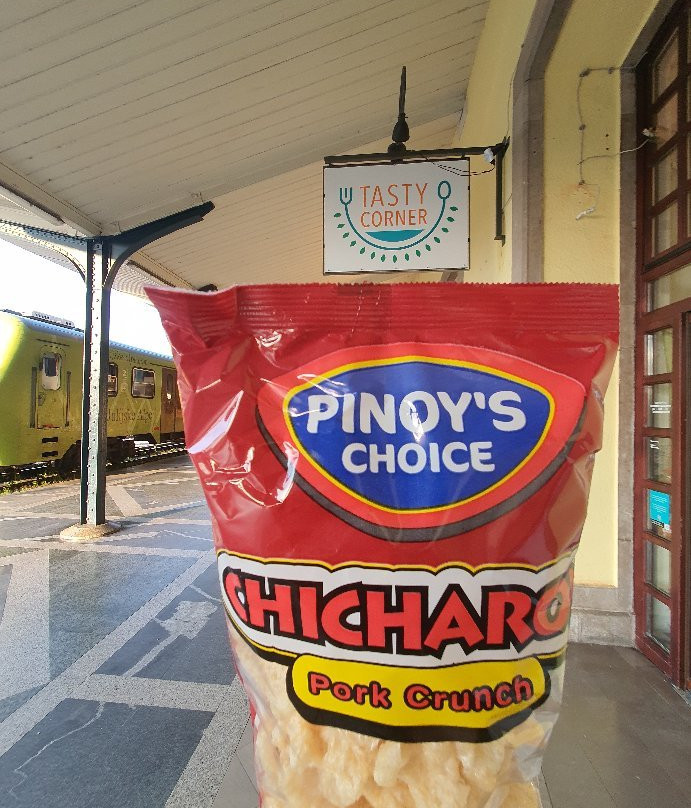 TASTY
CORNER
PINOY'S
CHOICE
CHICHARO
Pork Crunch